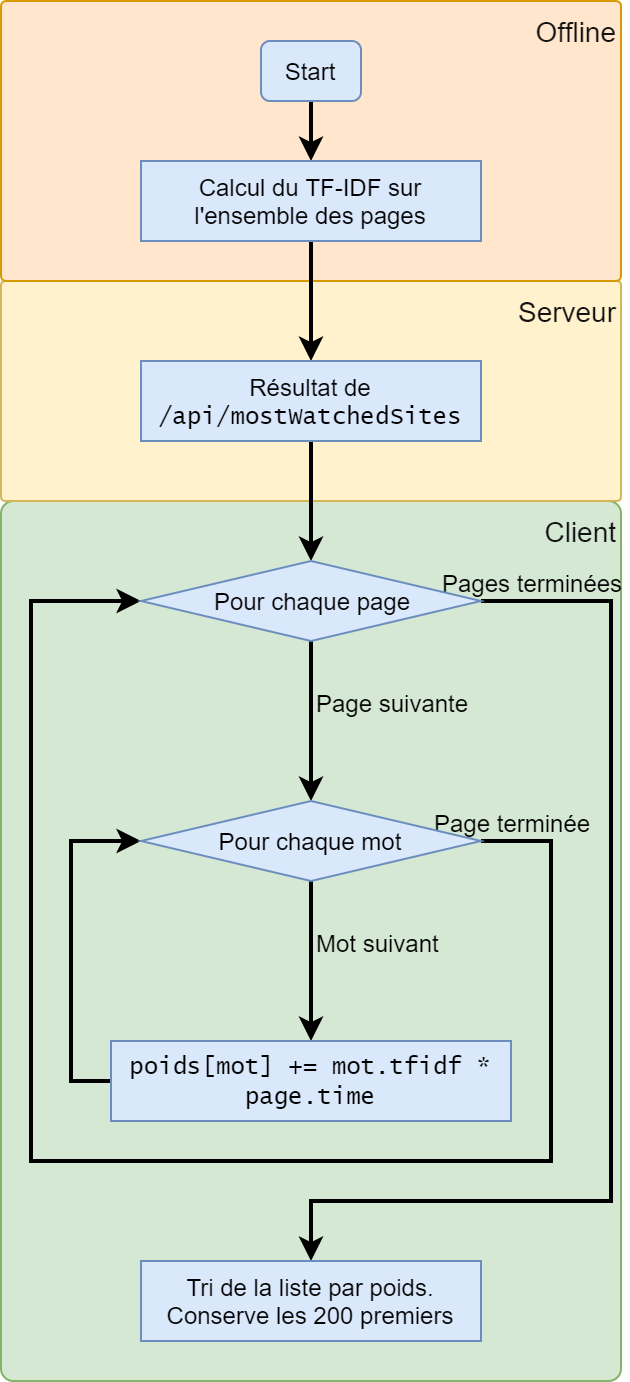 Offline
Start
Calcul du TF-IDF sur
l'ensemble des pages
Serveur
Résultat de
/api/mostWatchedSites
Client
Pages terminées
Pour chaque page
Page suivante
Page terminée
Pour chaque mot
Mot suivant
poids[mot] += mot.tfidf *
page.time
Tri de la liste par poids.
Conserve les 200 premiers